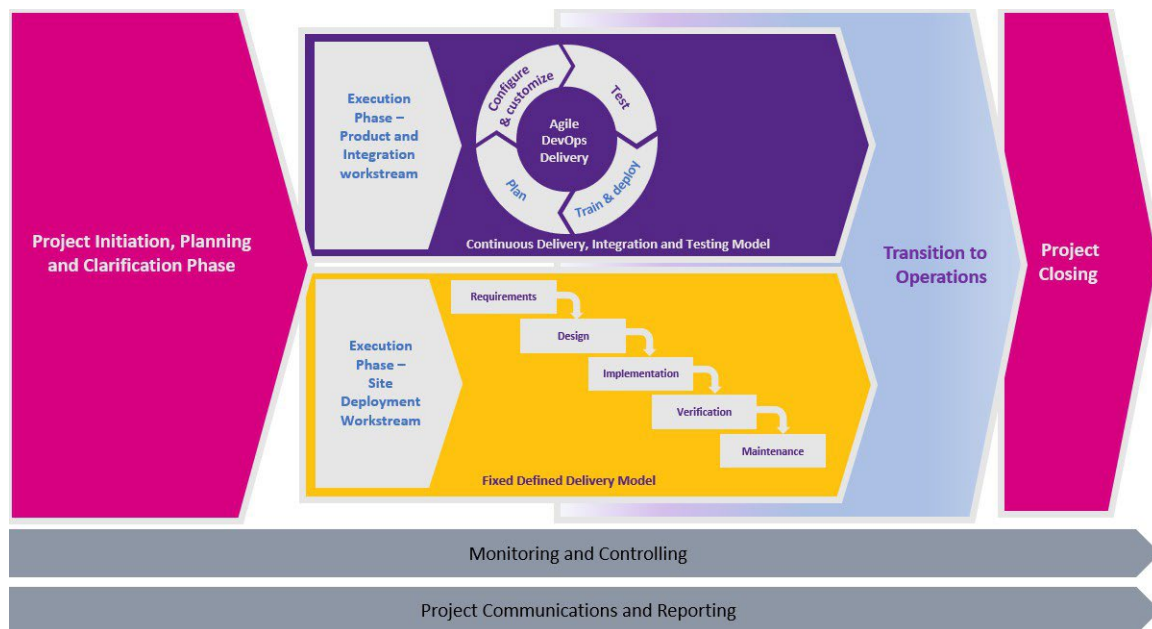 Project Initiation, Planning
and Clarification Phase
Execution
Phase –
Product and
Integration
workstream
Configure
& customize
Test
Train & deploy
Plan
Agile
DevOps
Delivery
Continuous Delivery, Integration and Testing Model
Execution
Phase –
Site
Deployment
Workstream
Requirements
Design
Implementation
Verification
Maintenance
Fixed Defined Delivery Model
Transition to
Operations
Project
Closing
Monitoring and Controlling
Project Communications and Reporting